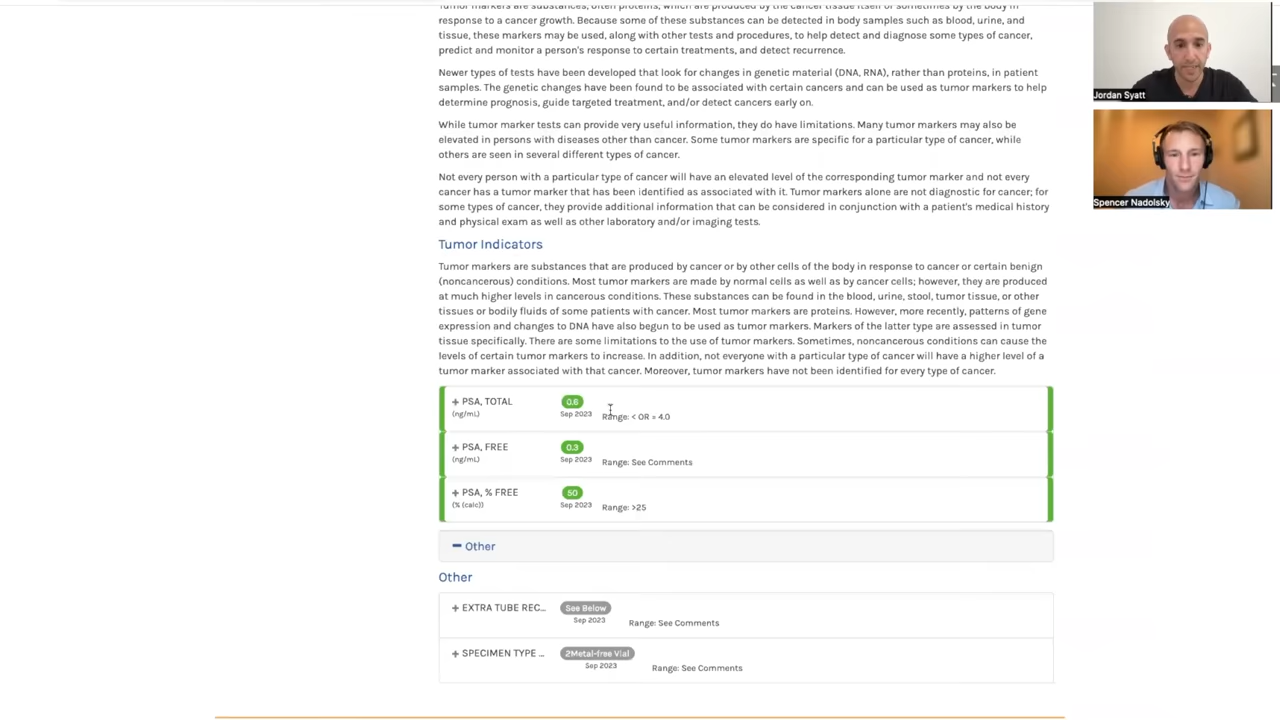 Tumor markers are substances, often proteins, which are produced by the cancer tissue itself or sometimes by the body in
response to a cancer growth. Because some of these substances can be detected in body samples such as blood, urine, and
tissue, these markers may be used, along with other tests and procedures, to help detect and diagnose some types of cancer,
predict and monitor a person's response to certain treatments, and detect recurrence.
Newer types of tests have been developed that look for changes in genetic material (DNA, RNA), rather than proteins, in patient
samples. The genetic changes have been found to be associated with certain cancers and can be used as tumor markers to help
determine prognosis, guide targeted treatment, and/or detect cancers early on.
While tumor marker tests can provide very useful information, they do have limitations. Many tumor markers may also be
elevated in persons with diseases other than cancer. Some tumor markers are specific for a particular type of cancer, while
others are seen in several different types of cancer.
Not every person with a particular type of cancer will have an elevated level of the corresponding tumor marker and not every
cancer has a tumor marker that has been identified as associated with it. Tumor markers alone are not diagnostic for cancer; for
some types of cancer, they provide additional information that can be considered in conjunction with a patient's medical history
and physical exam as well as other laboratory and/or imaging tests.
Tumor Indicators
Tumor markers are substances that are produced by cancer or by other cells of the body in response to cancer or certain benign
(noncancerous) conditions. Most tumor markers are made by normal cells as well as by cancer cells; however, they are produced
at much higher levels in cancerous conditions. These substances can be found in the blood, urine, stool, tumor tissue, or other
tissues or bodily fluids of some patients with cancer. Most tumor markers are proteins. However, more recently, patterns of gene
expression and changes to DNA have also begun to be used as tumor markers. Markers of the latter type are assessed in tumor
tissue specifically. There are some limitations to the use of tumor markers. Sometimes, noncancerous conditions can cause the
levels of certain tumor markers to increase. In addition, not everyone with a particular type of cancer will have a higher level of a
tumor marker associated with that cancer. Moreover, tumor markers have not been identified for every type of cancer.
+ PSA, TOTAL 0.6
(ng/mL) Sep 2023 Range: < OR = 4.0
+ PSA, FREE 0.3
(ng/mL) Sep 2023 Range: See Comments
+ PSA, % FREE 50
(% (calc)) Sep 2023 Range: >25
Other
Other
+ EXTRA TUBE REC... See Below
Sep 2023 Range: See Comments
+ SPECIMEN TYPE ... 2Metal-free Vial
Sep 2023 Range: See Comments
Jordan Syatt
Spencer Nadolsky